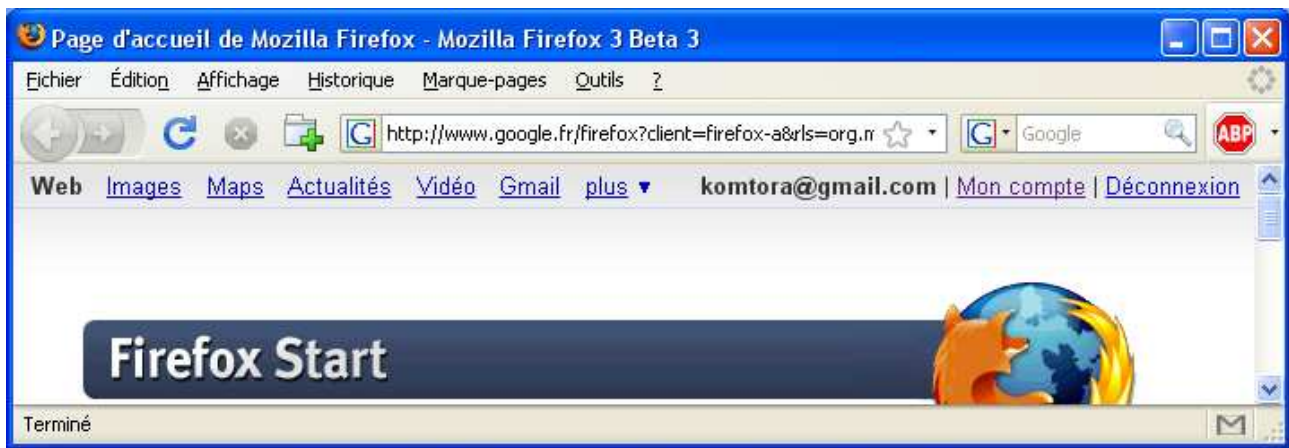 Page d'accueil de Mozilla Firefox - Mozilla Firefox 3 Beta 3
Fichier Édition Affichage Historique Marque-pages Outils ?
http://www.google.fr/firefox?client=firefox-a&rls=org.m G Google ABP
Web Images Maps Actualités Vidéo Gmail plus ▼ komtora@gmail.com | Mon compte | Déconnexion
Firefox Start
Terminé